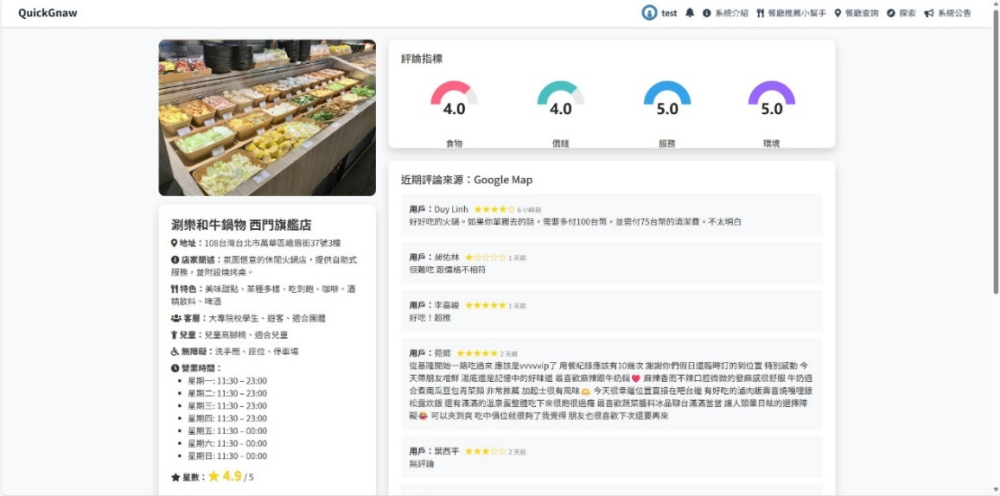 QuickGnaw
test
系統介紹
餐廳推薦小幫手
餐廳查詢
探索
系統公告
涮樂和牛鍋物 西門旗艦店
地址：108台灣台北市萬華區峨眉街37號3樓
店家簡述：氛圍愜意的休閒火鍋店，提供自助式
服務，並附設燒烤桌。
特色：美味甜點、茶種多樣、吃到飽、咖啡、酒
精飲料、啤酒
客層：大專院校學生、遊客、適合團體
兒童：兒童高腳椅、適合兒童
無障礙：洗手間、座位、停車場
營業時間：
星期一: 11:30 – 23:00
星期二: 11:30 – 23:00
星期三: 11:30 – 23:00
星期四: 11:30 – 23:00
星期五: 11:30 – 00:00
星期六: 11:30 – 00:00
星期日: 11:30 – 00:00
星數：★ 4.9 / 5
評論指標
4.0
4.0
5.0
5.0
食物
價錢
服務
環境
近期評論來源：Google Map
用戶：Duy Linh ★★★★☆ 6 小時前
好好吃的火鍋。如果你單獨去的話，需要多付100台幣。並需付75台幣的清潔費。不太明白
用戶：昶佑林 ★☆☆☆☆ 1 天前
很難吃 跟價格不相符
用戶：李嘉峻 ★★★★★ 1 天前
好吃！超推
用戶：菀爾 ★★★★★ 2 天前
從基隆開始一路吃過來 應該是vvvvvip了 用餐紀錄應該有10幾次 謝謝你們假日還臨時訂的到位置 特別感動 今
天帶朋友嚐鮮 湯底還是記憶中的好味道 最喜歡麻辣跟牛奶鍋❤️ 麻辣香而不辣口腔微微的發麻感很舒服 牛奶適
合煮南瓜豆包青菜類 非常推薦 加起士很有風味 今天很幸運位置直接在吧台邊 有好吃的滷肉飯壽喜燒嘎哩飯
松露炊飯 還有滿滿的溫泉蛋整體吃下來很飽很過癮 最喜歡蔬菜醬料冰品聊台滿滿當當 讓人頭暈目眩的選擇障
礙 可以夾到爽 吃中價位就很夠了我覺得 朋友也很喜歡下次還要再來
用戶：葉西平 ★★★☆☆ 2 天前
無評論